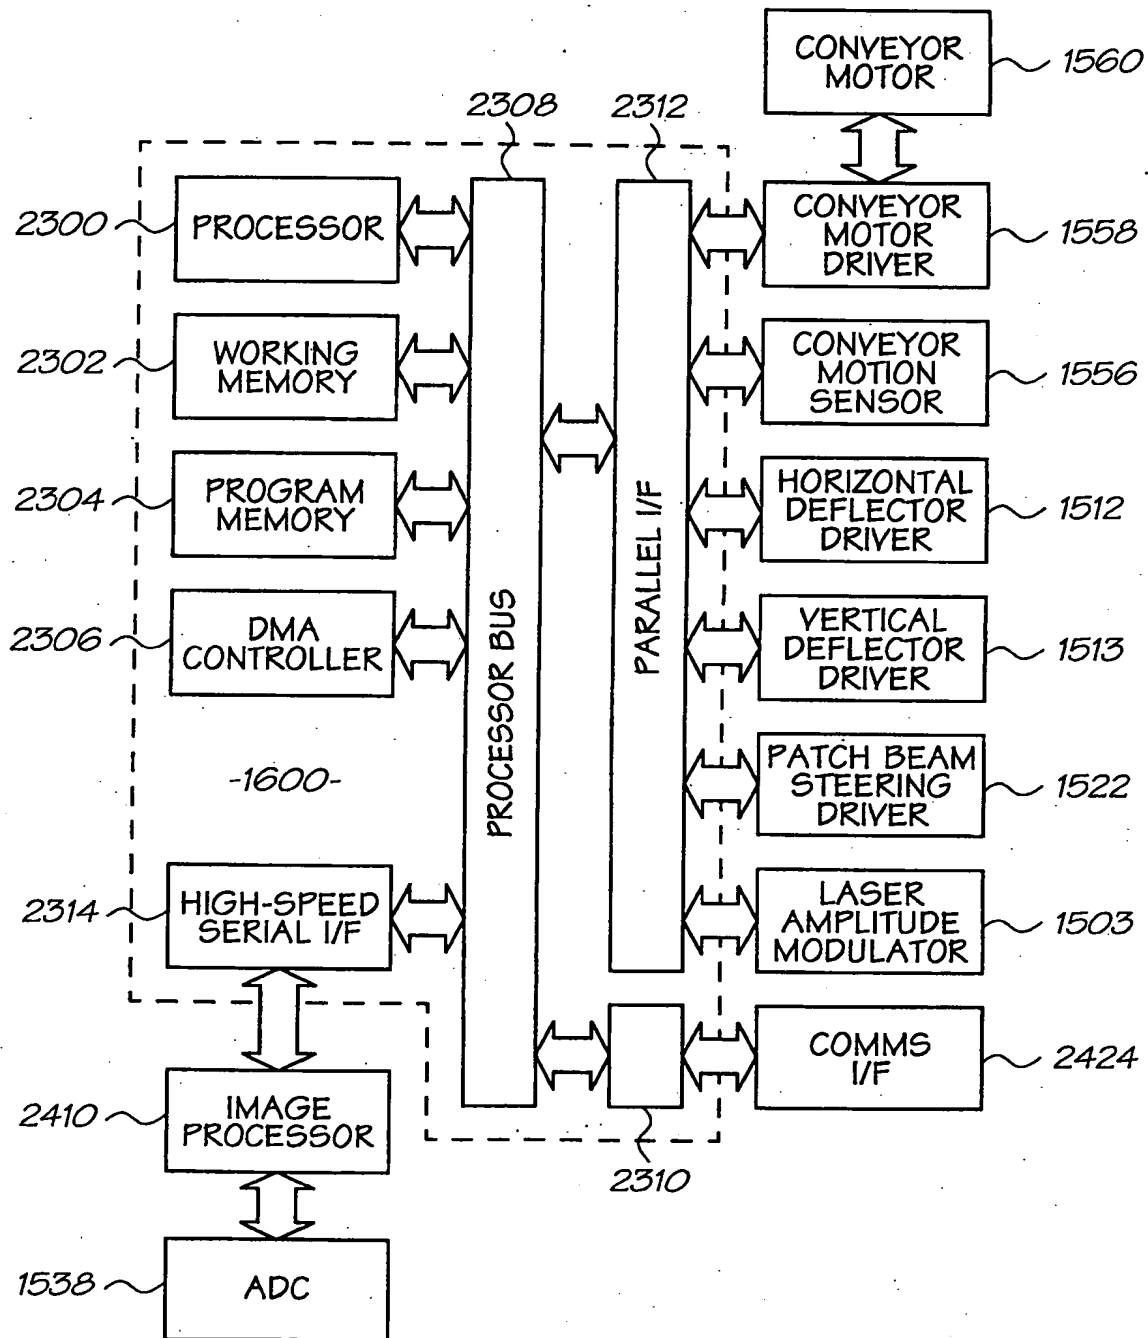 CONVEYOR
MOTOR
1560
2308
2312
2300
PROCESSOR
CONVEYOR
MOTOR
DRIVER
1558
2302
WORKING
MEMORY
CONVEYOR
MOTION
SENSOR
1556
2304
PROGRAM
MEMORY
HORIZONTAL
DEFLECTOR
DRIVER
1512
2306
DMA
CONTROLLER
PROCESSOR BUS
PARALLEL I/F
VERTICAL
DEFLECTOR
DRIVER
1513
-1600-
PATCH BEAM
STEERING
DRIVER
1522
2314
HIGH-SPEED
SERIAL I/F
LASER
AMPLITUDE
MODULATOR
1503
COMMS
I/F
2424
2410
IMAGE
PROCESSOR
2310
1538
ADC